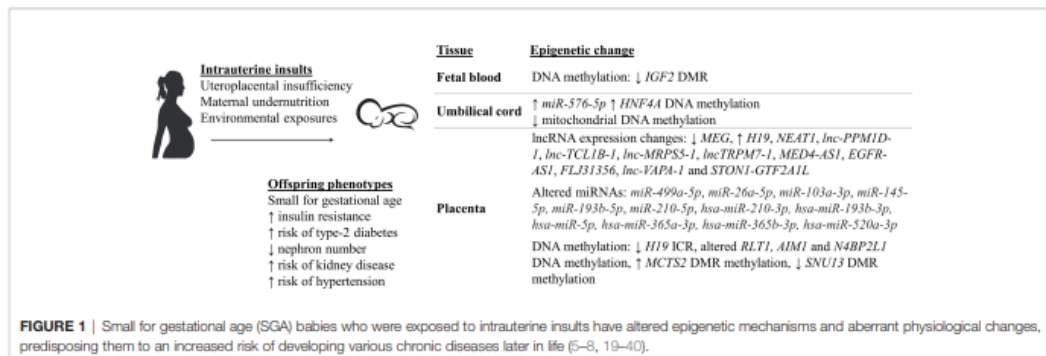 Intrauterine insults
Uteroplacental insufficiency
Maternal undernutrition
Environmental exposures
Offspring phenotypes
Small for gestational age
↑ insulin resistance
↑ risk of type-2 diabetes
↓ nephron number
↑ risk of kidney disease
↑ risk of hypertension
Tissue Epigenetic change
Fetal blood DNA methylation: ↓ IGF2 DMR
Umbilical cord ↑ miR-576-5p ↑ HNF4A DNA methylation
↓ mitochondrial DNA methylation
Placenta
lncRNA expression changes: ↓ MEG, ↑ H19, NEAT1, lnc-PPM1D-
1, lnc-TCL1B-1, lnc-MRPS5-1, lncTRPM7-1, MED4-AS1, EGFR-
AS1, FLJ31356, lnc-VAPA-1 and STON1-GTF2A1L
Altered miRNAs: miR-499a-5p, miR-26a-5p, miR-103a-3p, miR-145-
5p, miR-193b-5p, miR-210-5p, hsa-miR-210-3p, hsa-miR-193b-3p,
hsa-miR-5p, hsa-miR-365a-3p, hsa-miR-365b-3p, hsa-miR-520a-3p
DNA methylation: ↓ H19 ICR, altered RLT1, AIM1 and N4BP2L1
DNA methylation, ↑ MCTS2 DMR methylation, ↓ SNU13 DMR
methylation
FIGURE 1 | Small for gestational age (SGA) babies who were exposed to intrauterine insults have altered epigenetic mechanisms and aberrant physiological changes,
predisposing them to an increased risk of developing various chronic diseases later in life (5–8, 19–40).